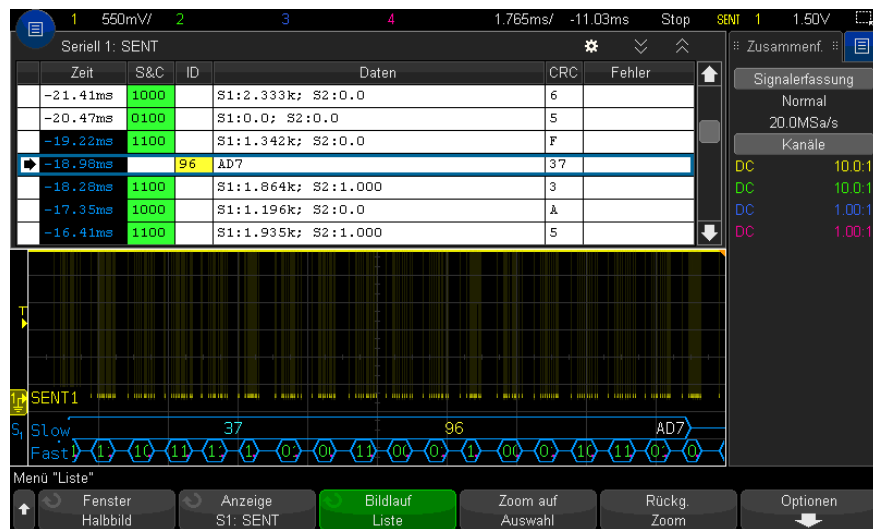 1 550mV/ 2 3 4 1.765ms/ -11.03ms Stop SENT 1 1.50V
Seriell 1: SENT
Zusammenf.
Zeit S&C ID Daten CRC Fehler
-21.41ms 1000 S1:2.333k; S2:0.0 6
-20.47ms 0100 S1:0.0; S2:0.0 5
-19.22ms 1100 S1:1.342k; S2:0.0 F
-18.98ms 96 AD7 37
-18.28ms 1100 S1:1.864k; S2:1.000 3
-17.35ms 1000 S1:1.196k; S2:0.0 A
-16.41ms 1100 S1:1.935k; S2:1.000 5
Signalerfassung
Normal
20.0MSa/s
Kanäle
DC 10.0:1
DC 10.0:1
DC 1.00:1
DC 1.00:1
T
SENT1
S1 Slow 37 96 AD7
Fast
Menü "Liste"
Fenster
Halbbild
Anzeige
S1: SENT
Bildlauf
Liste
Zoom auf
Auswahl
Rückg.
Zoom
Optionen